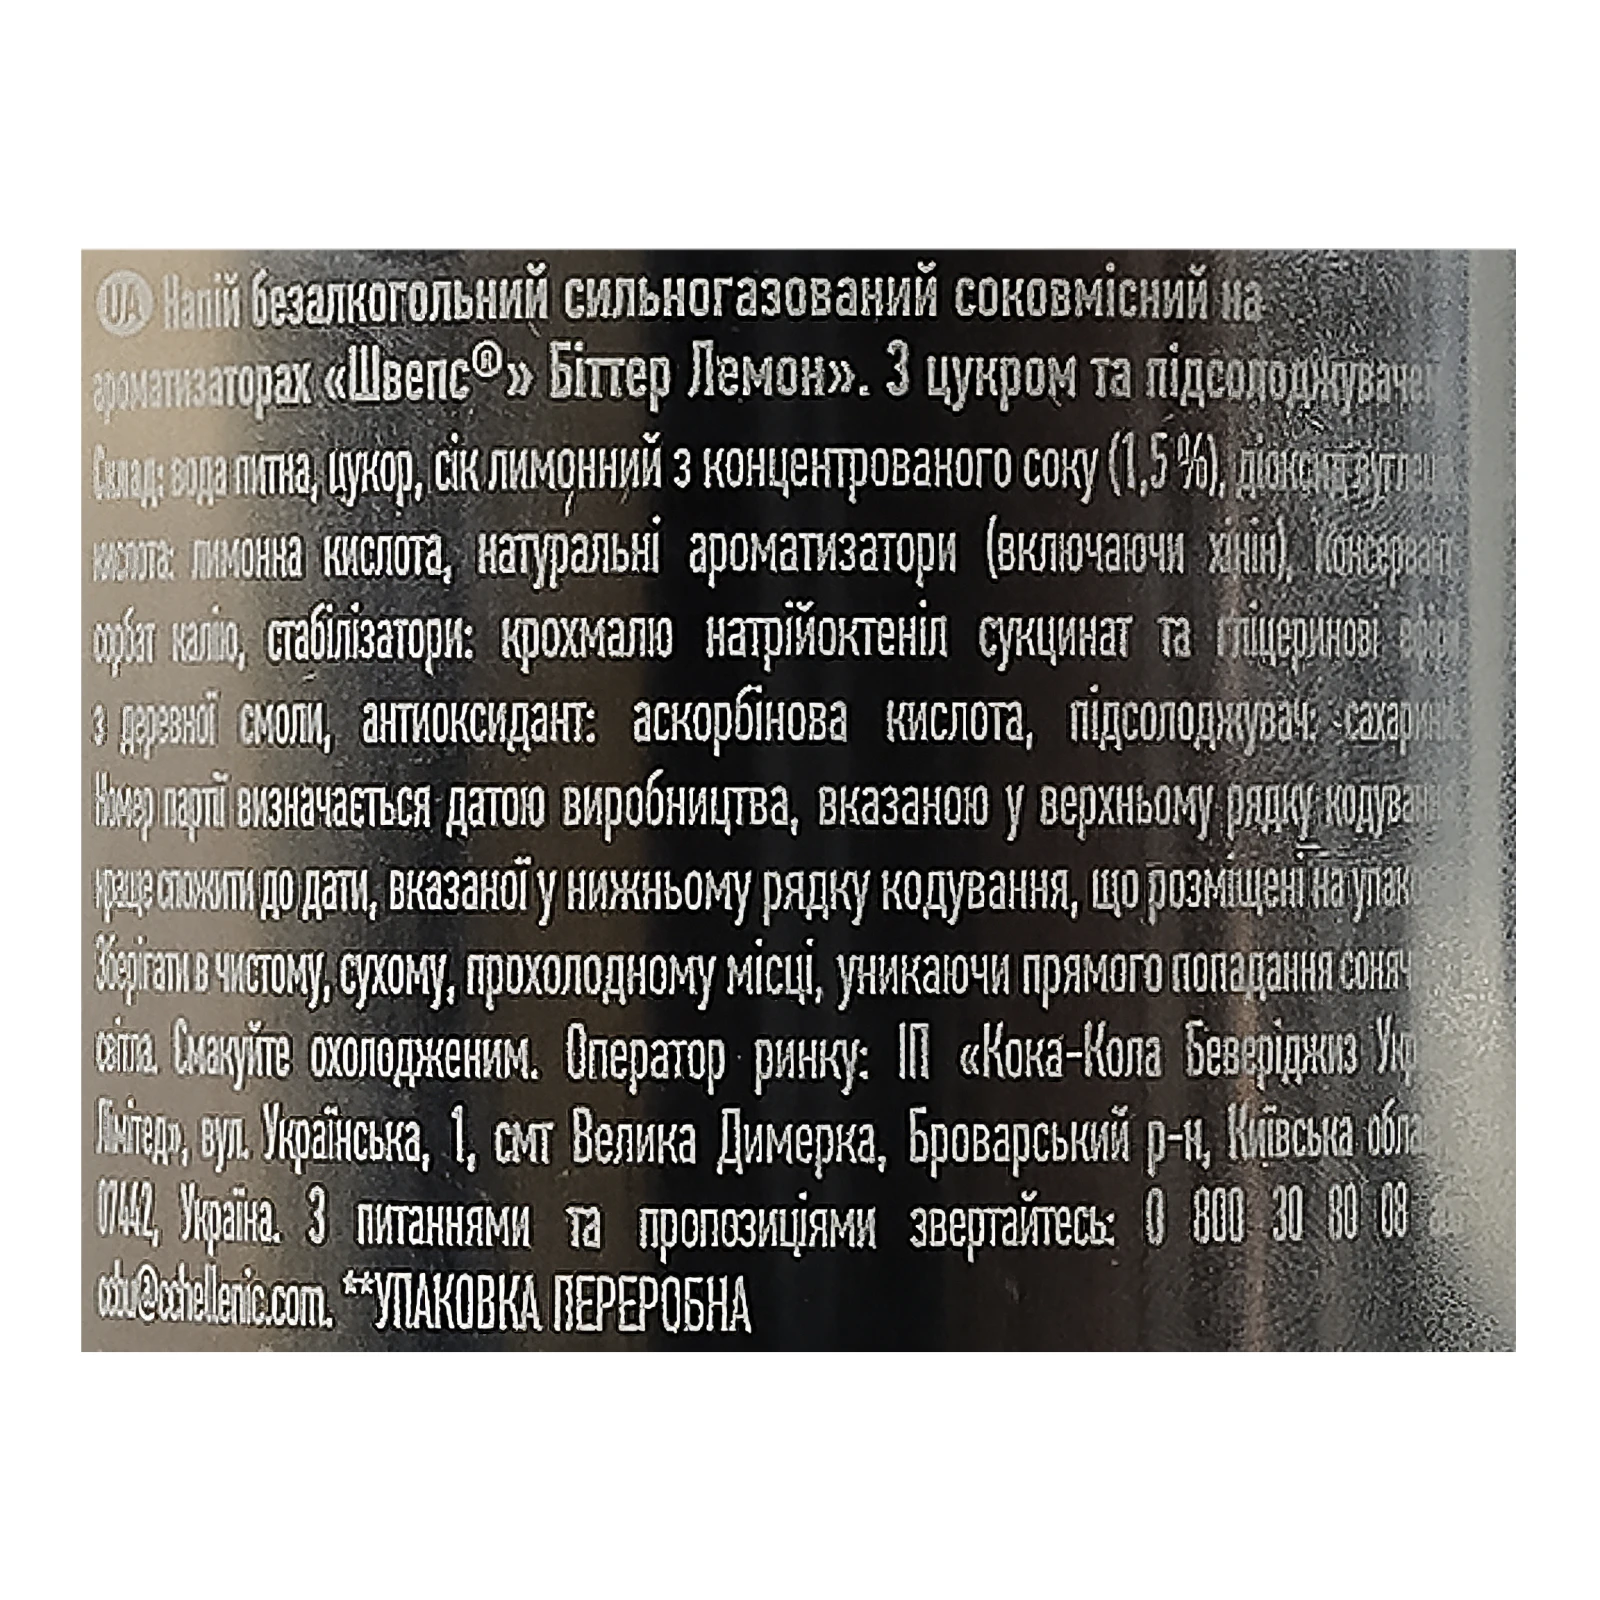 UA Напій безалкогольний сильногазований соковмісний на
ароматизаторах «Швепс®» Біттер Лемон». З цукром та підсолоджувачем
Склад: вода питна, цукор, сік лимонний з концентрованого соку (1,5 %), діоксид
кислота: лимонна кислота, натуральні ароматизатори (включаючи хінін),
сорбат калію, стабілізатори: крохмалю натрійоктеніл сукцинат та гліцеринові
з деревної смоли, антиоксидант: аскорбінова кислота, підсолоджувач:
Номер партії визначається датою виробництва, вказаною у верхньому рядку
краще спожити до дати, вказаної у нижньому рядку кодування, що розміщені на
Зберігати в чистому, сухому, прохолодному місці, уникаючи прямого попадання
світла. Смакуйте охолодженим. Оператор ринку: ІП «Кока-Кола Беверіджиз
Лімітед», вул. Українська, 1, смт Велика Димерка, Броварський р-н, Київська
07442, Україна. З питаннями та пропозиціями звертайтесь: 0 800 30 80 08
ccbu@cchellenic.com. **УПАКОВКА ПЕРЕРОБНА